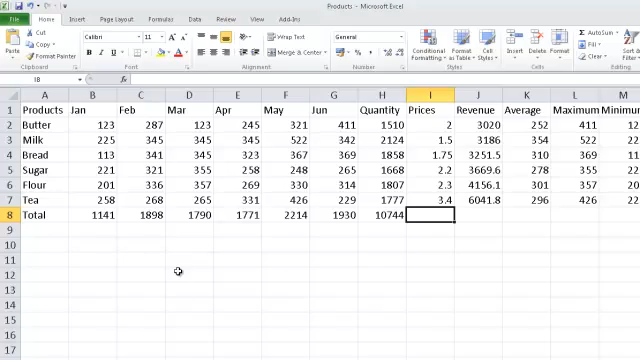 Products - Microsoft Excel
File Home Insert Page Layout Formulas Data Review View Add-Ins
Cut Calibri 11 General AutoSum
Copy Fill
Paste Format Painter Merge & Center Conditional Formatting Format as Table Cell Styles Insert Delete Format Clear
Clipboard Font Alignment Number Styles Cells
I8 fx
A B C D E F G H I J K L M
1 Products Jan Feb Mar Apr May Jun Quantity Prices Revenue Average Maximum Minimum
2 Butter 123 287 123 245 321 411 1510 2 3020 252 411 12
3 Milk 225 345 345 345 522 342 2124 1.5 3186 354 522 22
4 Bread 113 341 345 323 367 369 1858 1.75 3251.5 310 369 11
5 Sugar 221 321 355 258 248 265 1668 2.2 3669.6 278 355 22
6 Flour 201 336 357 269 330 314 1807 2.3 4156.1 301 357 20
7 Tea 258 268 265 331 426 229 1777 3.4 6041.8 296 426 22
8 Total 1141 1898 1790 1771 2214 1930 10744
9
10
11
12
13
14
15
16
17